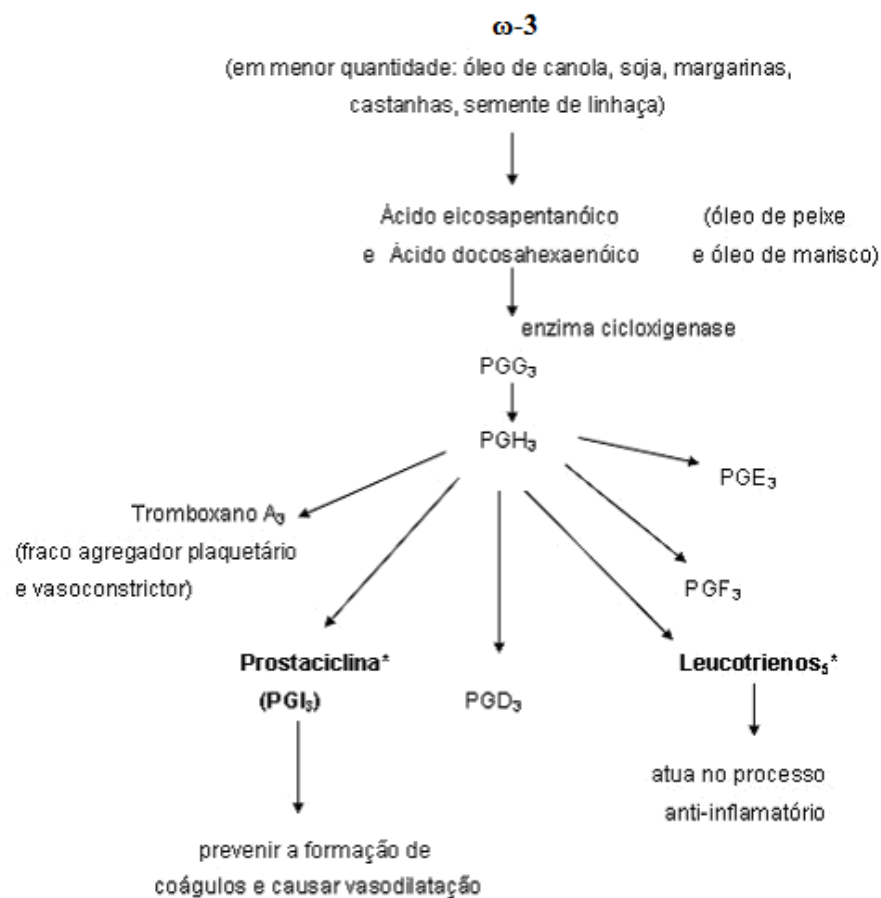 ω-3
(em menor quantidade: óleo de canola, soja, margarinas,
castanhas, semente de linhaça)
Ácido eicosapentanóico (óleo de peixe
e Ácido docosahexaenóico e óleo de marisco)
enzima cicloxigenase
PGG₃
PGH₃
PGE₃
Tromboxano A₃
(fraco agregador plaquetário
e vasoconstrictor)
PGF₃
Prostaciclina*
(PGI₃)
PGD₃
Leucotrienos₅*
atua no processo
anti-inflamatório
prevenir a formação de
coágulos e causar vasodilatação